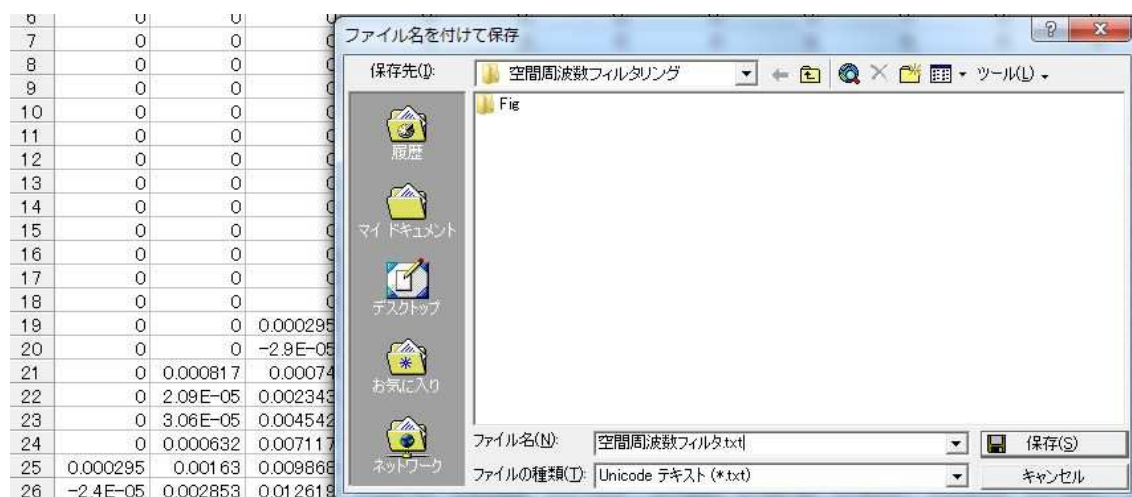 ファイル名を付けて保存
保存先(I):
空間周波数フィルタリング
ツール(L)
Fig
履歴
マイ ドキュメント
デスクトップ
お気に入り
ネットワーク
ファイル名(N):
空間周波数フィルタ.txt
保存(S)
ファイルの種類(T):
Unicode テキスト (*.txt)
キャンセル
7 0 0
8 0 0
9 0 0
10 0 0
11 0 0
12 0 0
13 0 0
14 0 0
15 0 0
16 0 0
17 0 0
18 0 0
19 0 0 0.000295
20 0 0 -2.9E-05
21 0 0.000817 0.00074
22 0 2.09E-05 0.002343
23 0 3.06E-05 0.004542
24 0 0.000632 0.007117
25 0.000295 0.00163 0.009868
26 -2.4E-05 0.002853 0.012619